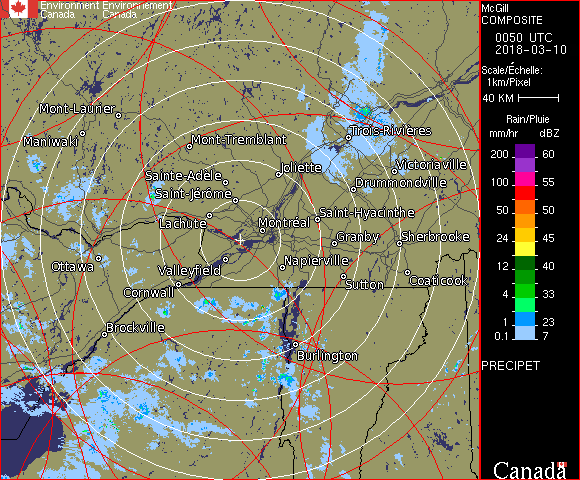 Environment Environnement
Canada Canada
Mont-Laurier
Trois-Rivières
Maniwaki
Mont-Tremblant
Joliette
Victoriaville
Sainte-Adèle
Drummondville
Saint-Jérôme
Saint-Hyacinthe
Lachute
Montréal
Granby
Sherbrooke
Ottawa
Valleyfield
Napierville
Sutton
Coaticook
Cornwall
Brockville
Burlington
McGill
COMPOSITE
0050 UTC
2018-03-10
Scale/Échelle:
1km/Pixel
40 KM
Rain/Pluie
mm/hr dBZ
200 60
150 57
100 55
50 50
24 45
12 40
4 33
1 23
0.1 7
PRECIPET
Canada